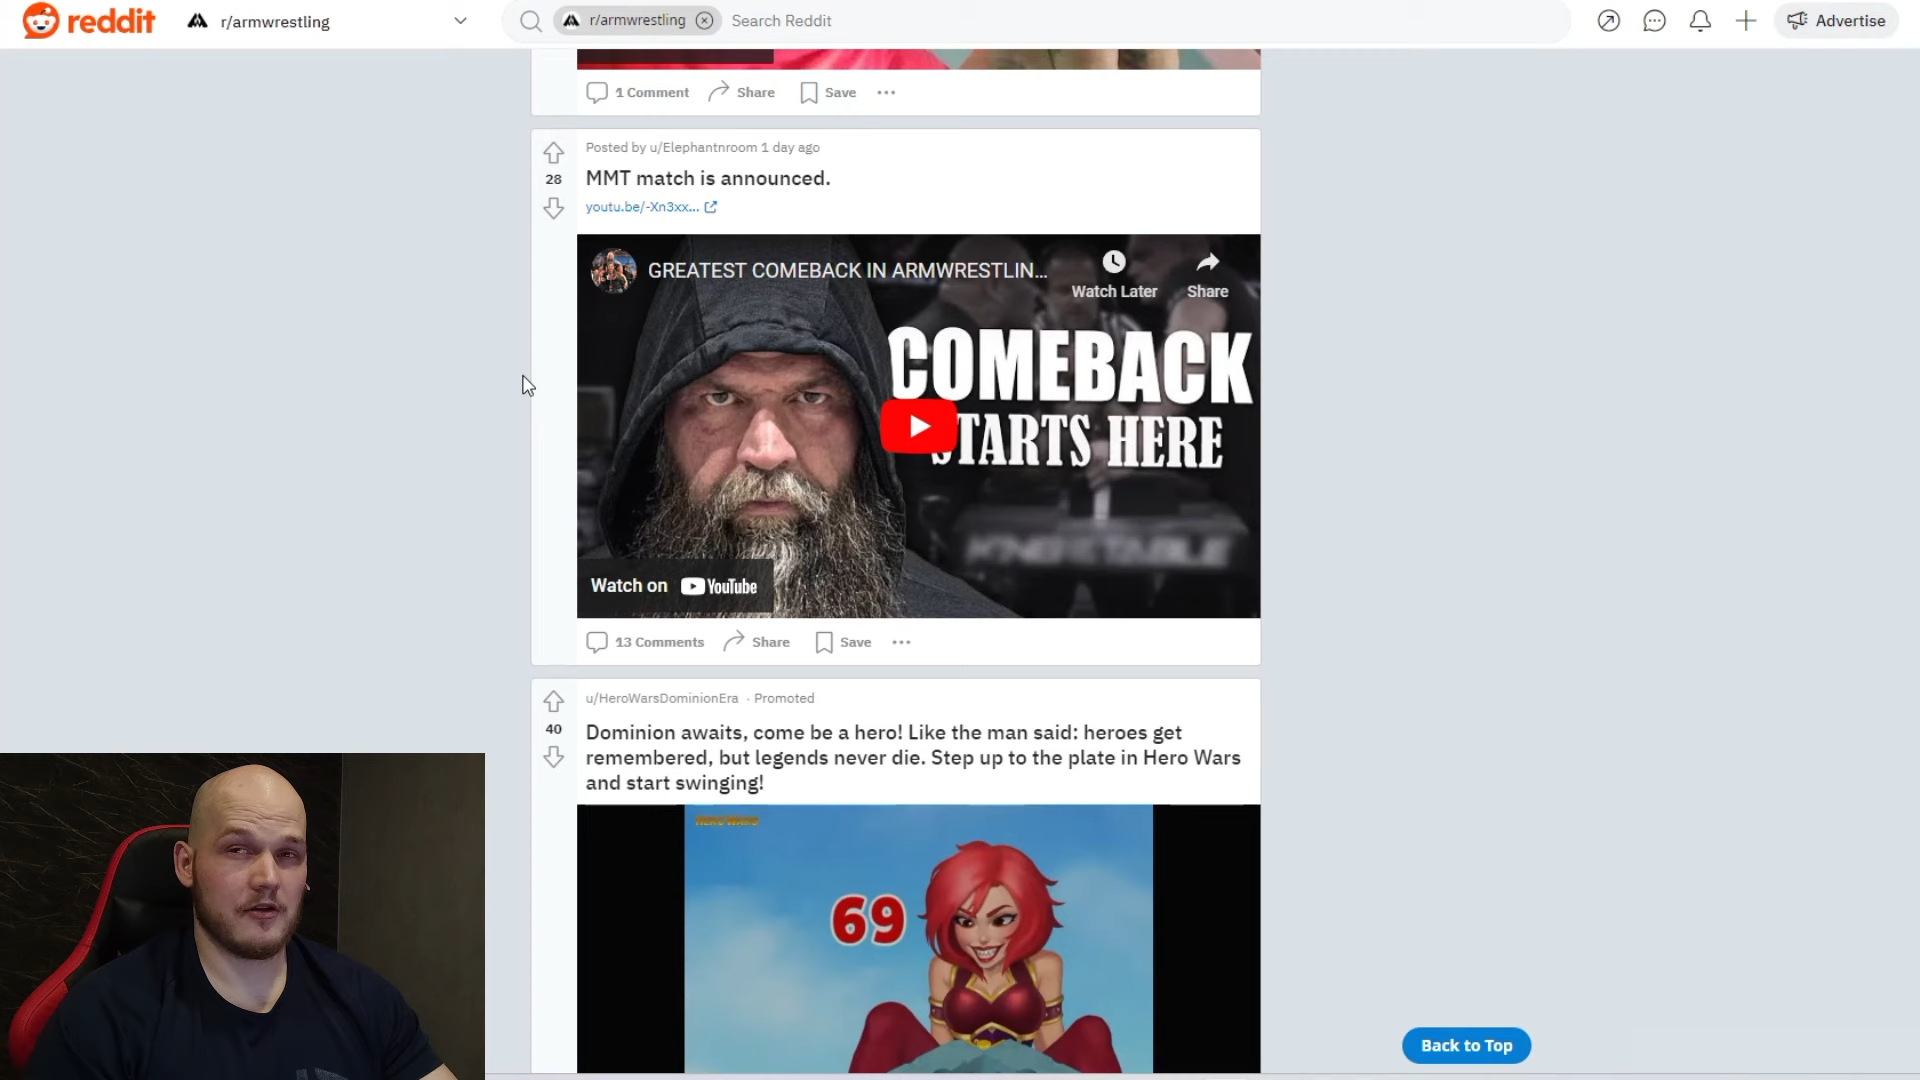 reddit
r/armwrestling
r/armwrestling
Search Reddit
Advertise
1 Comment
Share
Save
Posted by u/Elephantnroom 1 day ago
28
MMT match is announced.
youtu.be/-Xn3xx...
GREATEST COMEBACK IN ARMWRESTLIN...
Watch Later
Share
COMEBACK
STARTS HERE
Watch on YouTube
13 Comments
Share
Save
u/HeroWarsDominionEra · Promoted
40
Dominion awaits, come be a hero! Like the man said: heroes get
remembered, but legends never die. Step up to the plate in Hero Wars
and start swinging!
HERO WARS
69
Back to Top